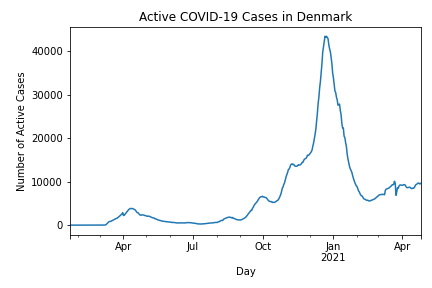 Active COVID-19 Cases in Denmark
Number of Active Cases
40000
30000
20000
10000
0
Apr
Jul
Oct
Jan
2021
Apr
Day